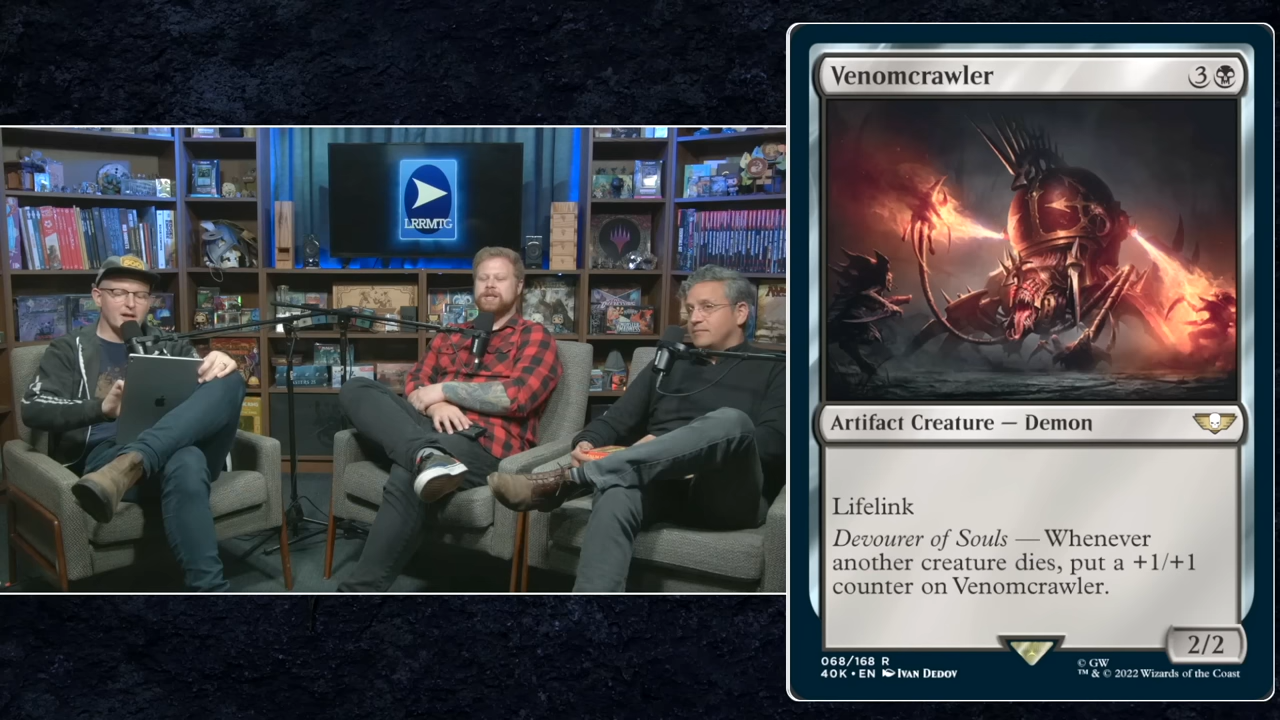 LRRMTG
Venomcrawler
3
Artifact Creature — Demon
Lifelink
Devourer of Souls — Whenever
another creature dies, put a +1/+1
counter on Venomcrawler.
2/2
068/168 R
40K • EN Ivan Dedov
© GW
™ & © 2022 Wizards of the Coast